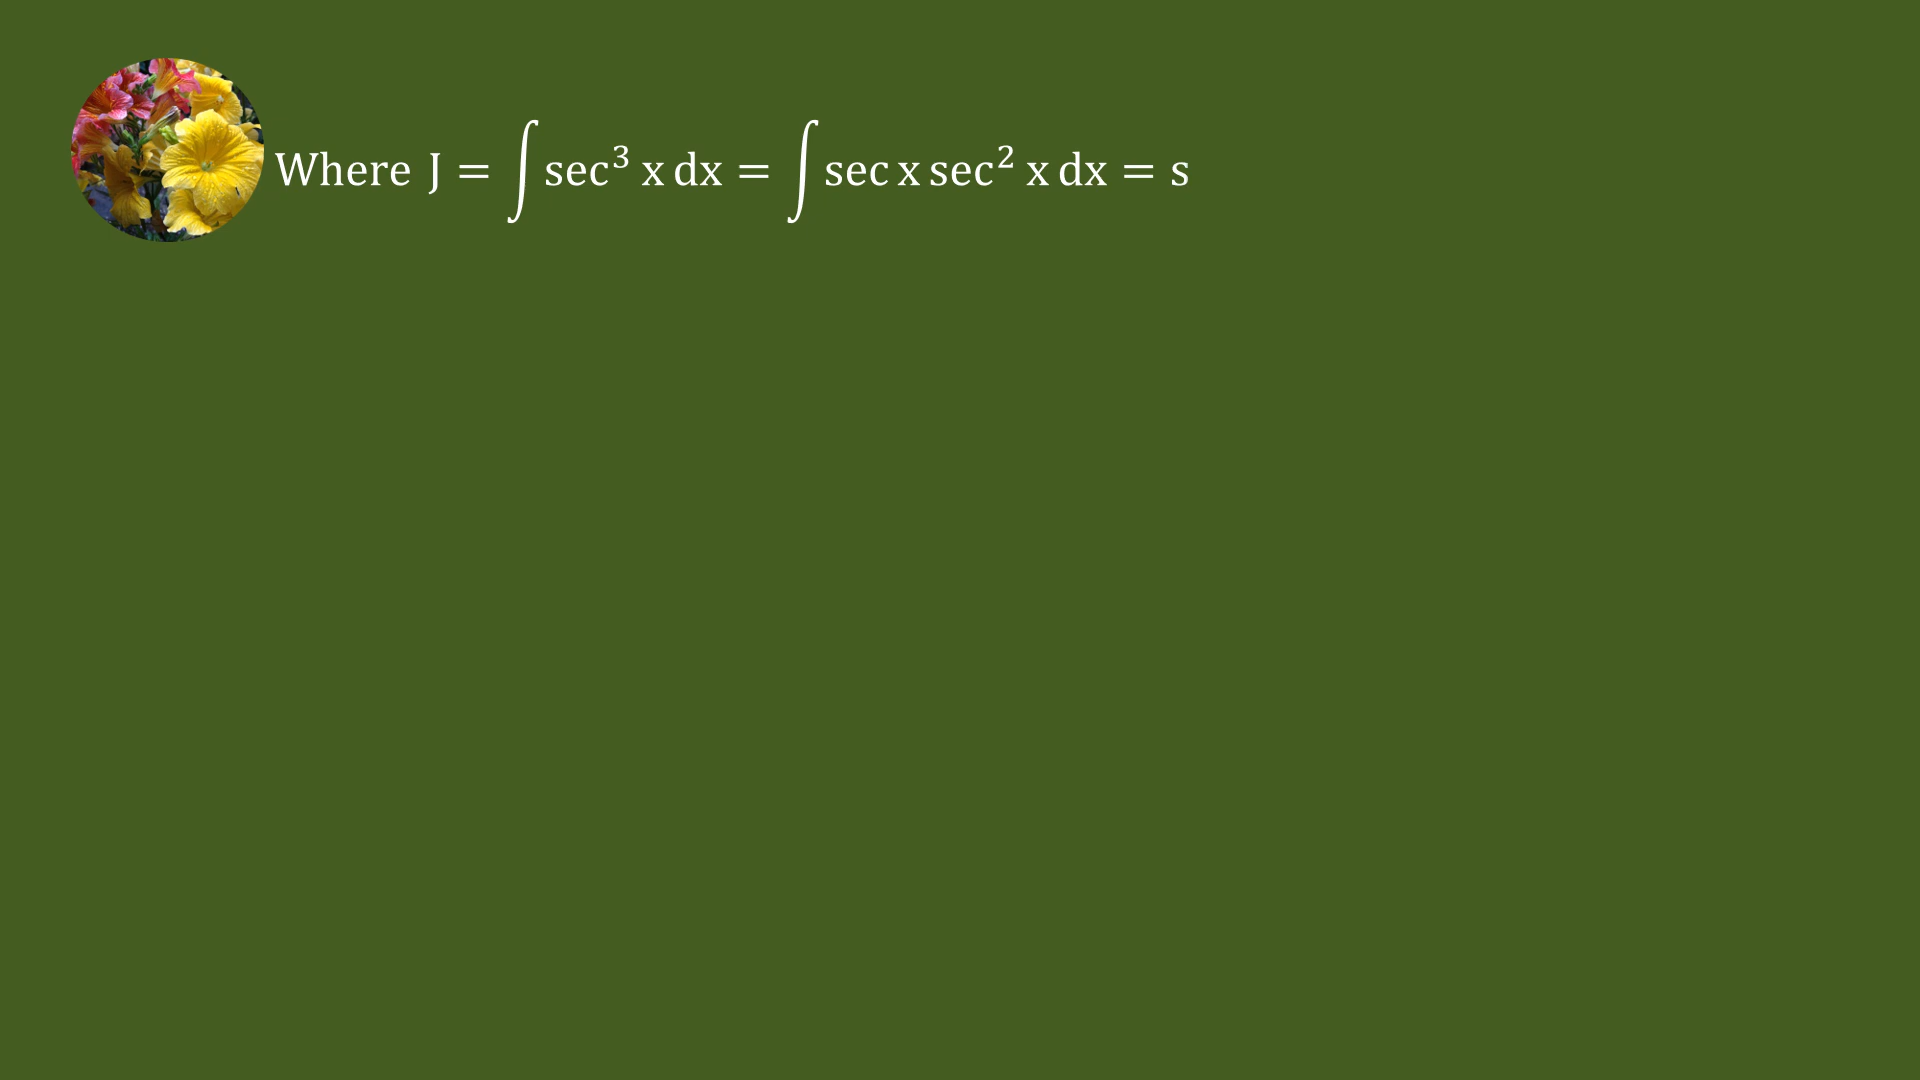 Where J = ∫ sec³ x dx = ∫ sec x sec² x dx = s